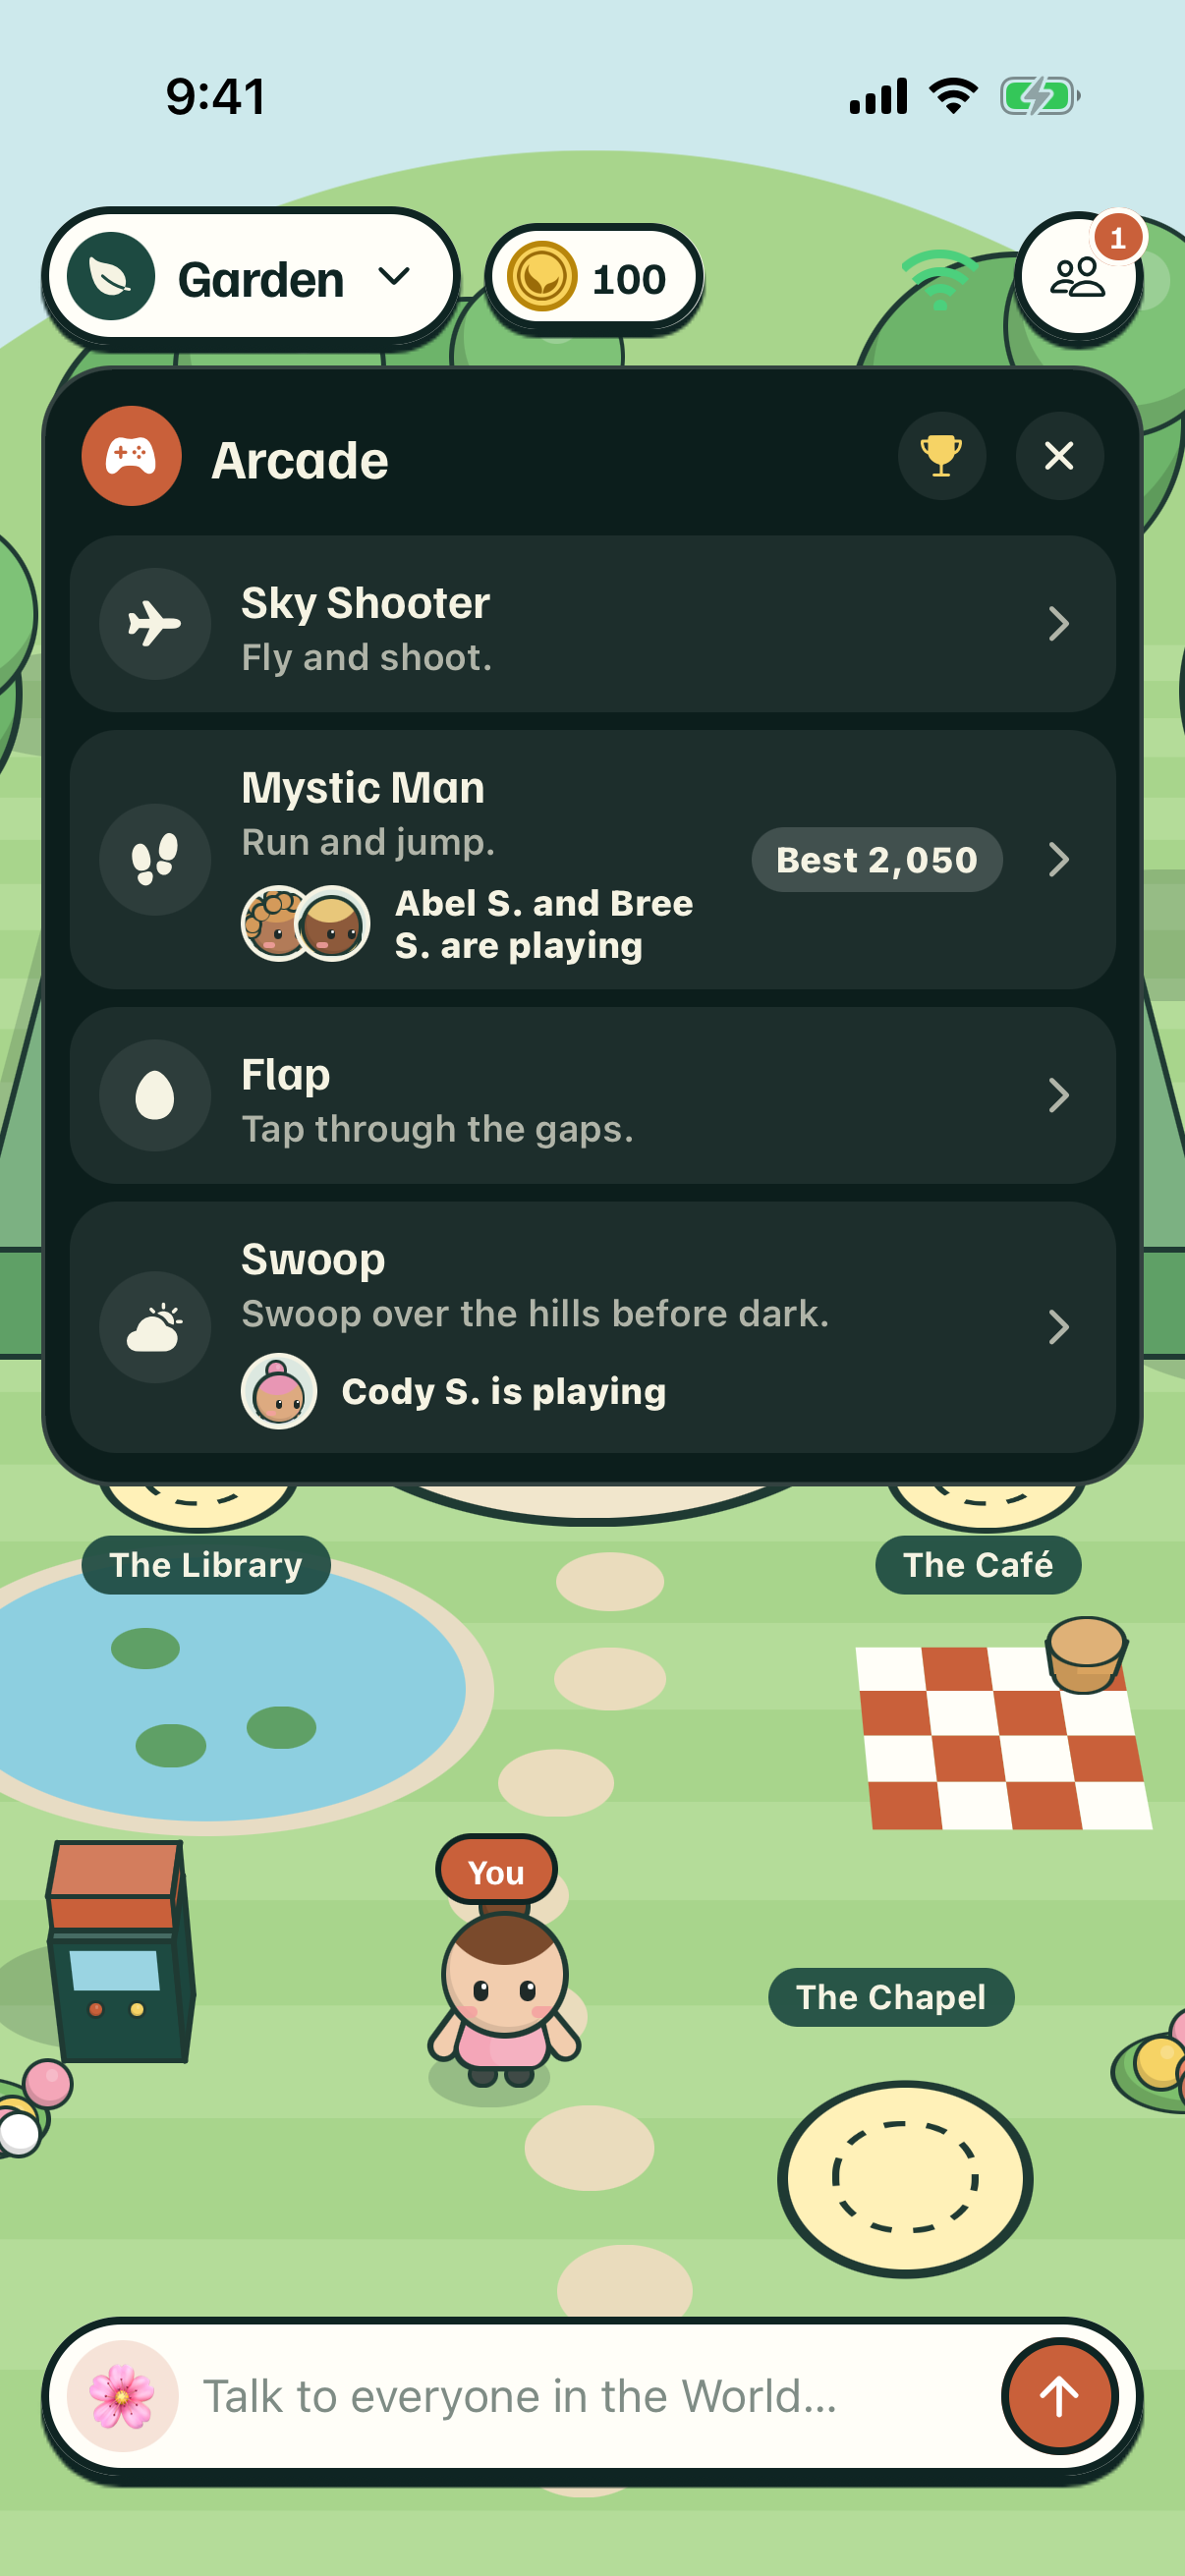 9:41
Garden
100
1
Arcade
Sky Shooter
Fly and shoot.
Mystic Man
Run and jump.
Best 2,050
Abel S. and Bree
S. are playing
Flap
Tap through the gaps.
Swoop
Swoop over the hills before dark.
Cody S. is playing
The Library
The Café
You
The Chapel
Talk to everyone in the World...